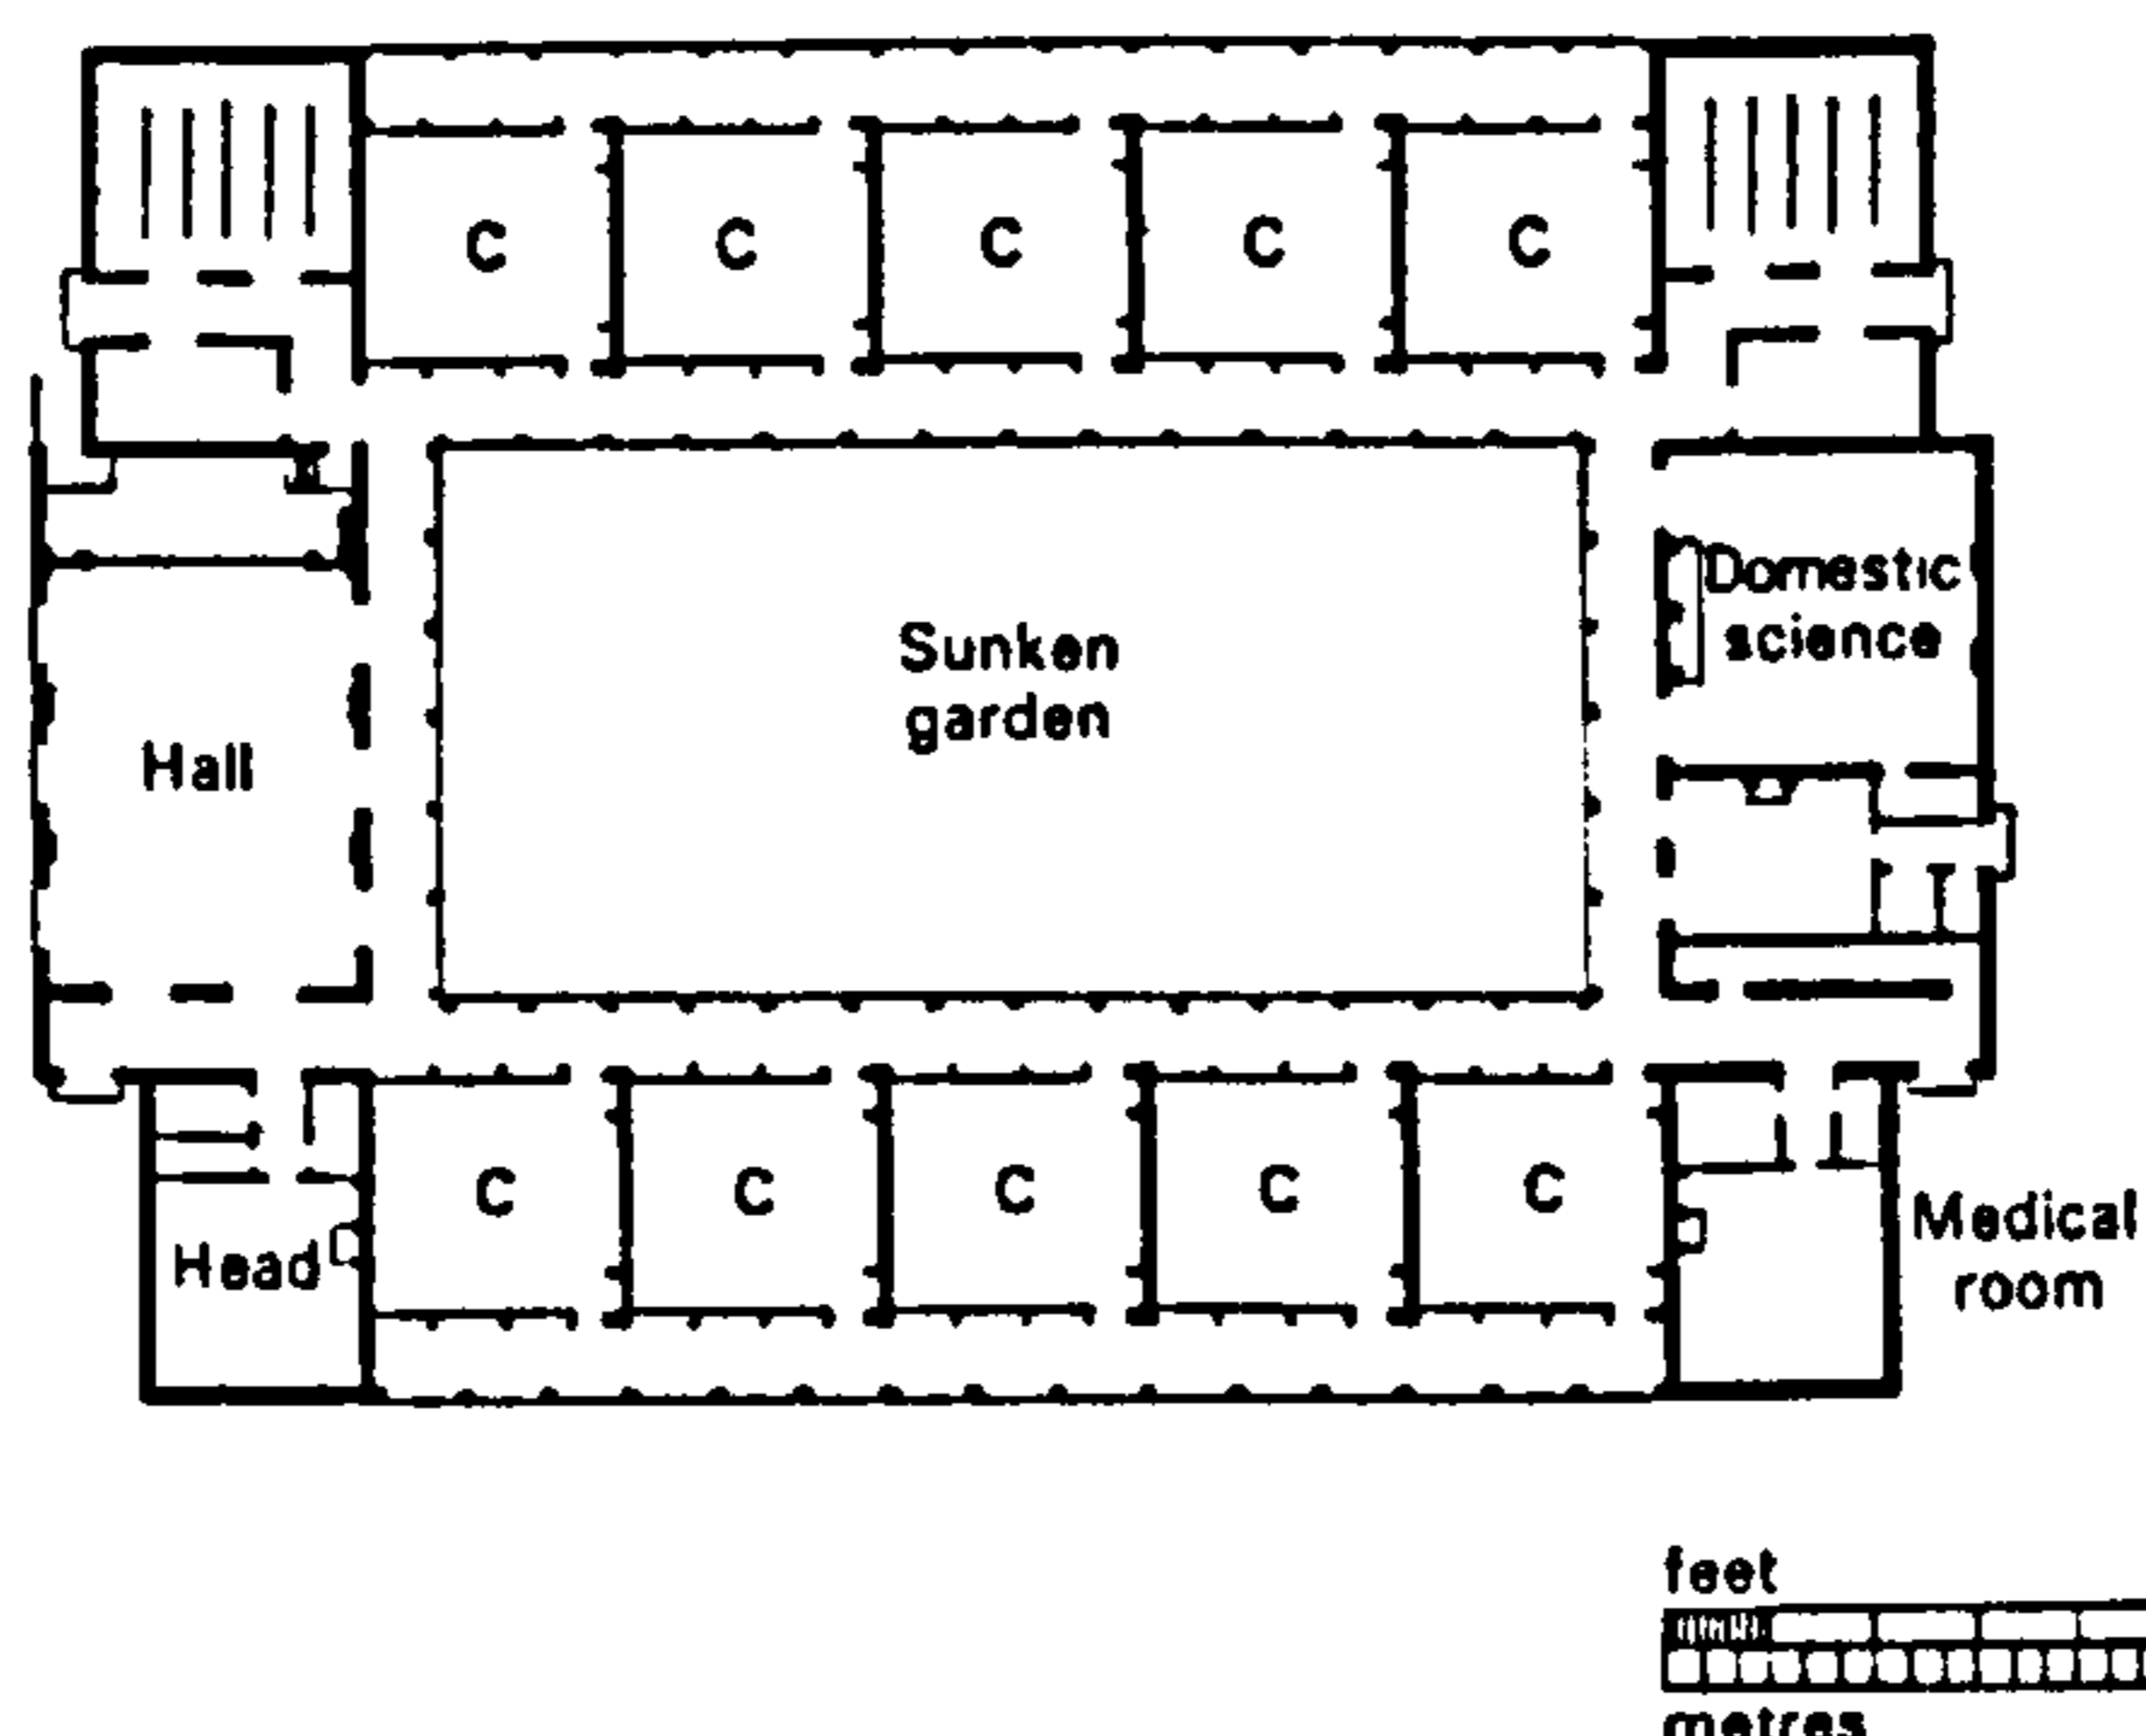 C C C C C
Domestic
science
Sunken
garden
Hall
C C C C C
Head
Medical
room
feet
metres